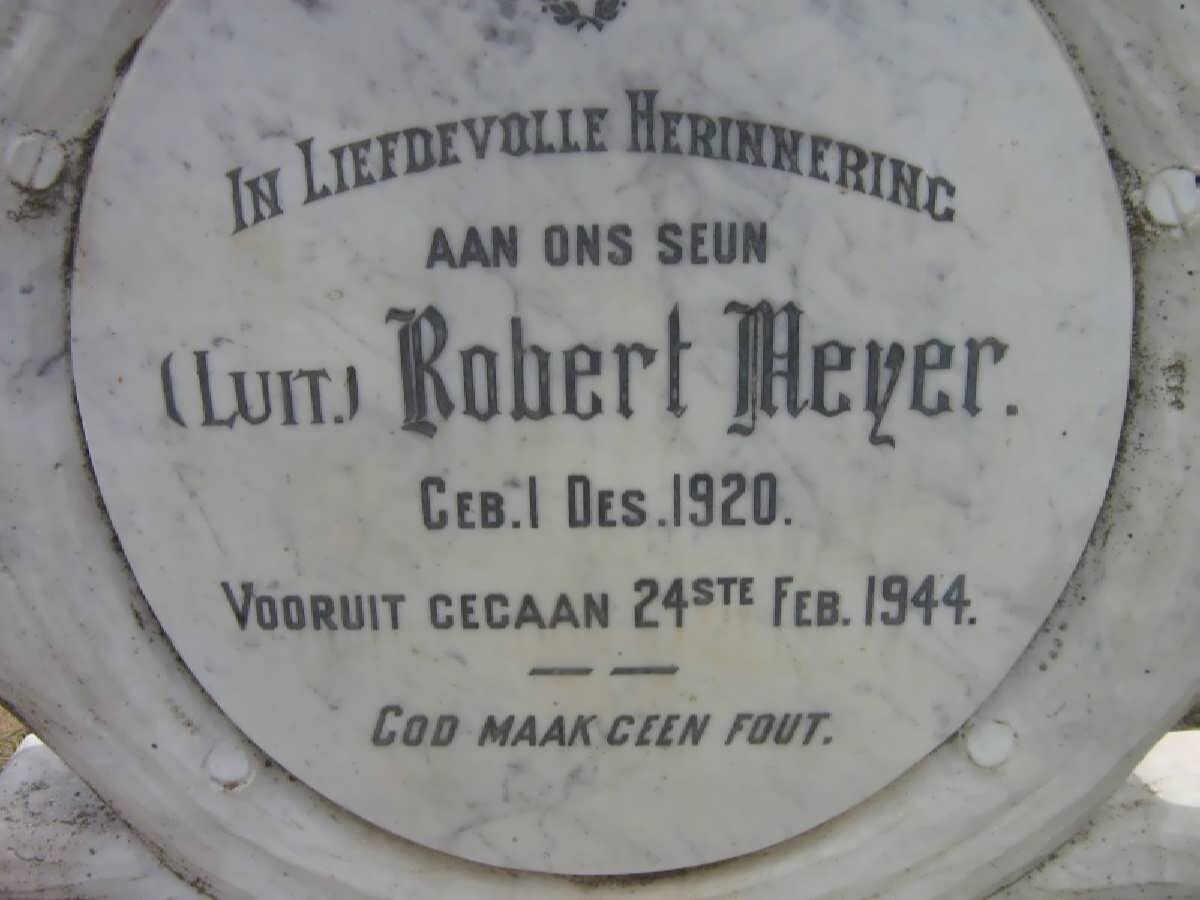 In Liefdevolle Herinnering
AAN ONS SEUN
(LUIT.) Robert Meyer.
GEB. 1 DES. 1920.
VOORUIT GEGAAN 24STE FEB. 1944.
GOD MAAK GEEN FOUT.